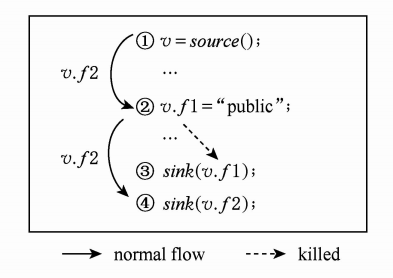 ① v=source();
v.f2
...
② v.f1=“public”;
...
v.f2
③ sink(v.f1);
④ sink(v.f2);
normal flow
killed